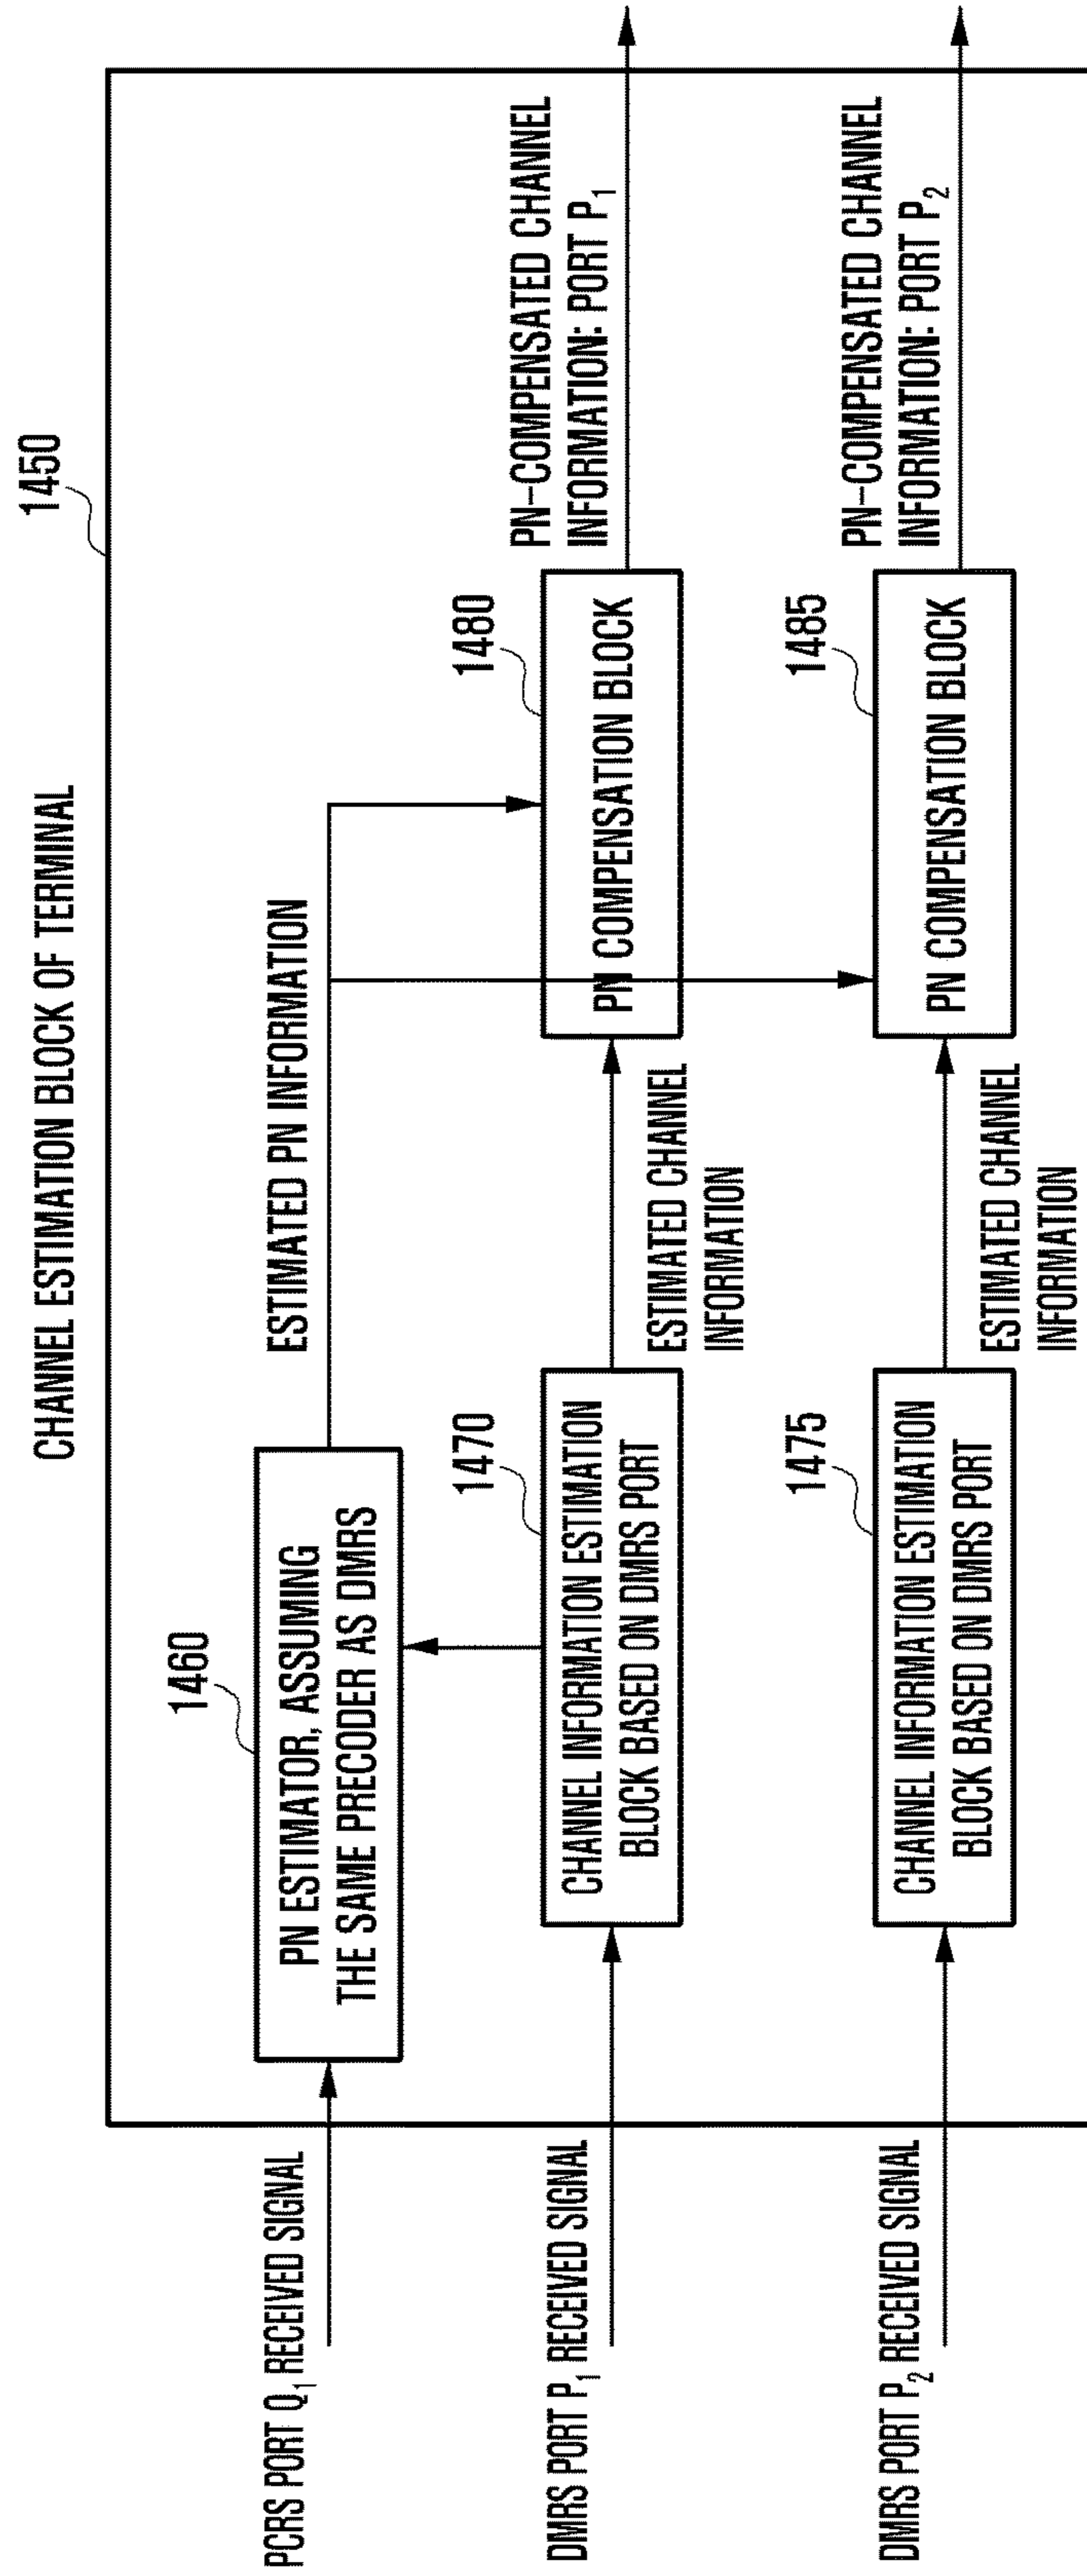 CHANNEL ESTIMATION BLOCK OF TERMINAL
1450
PCRS PORT Q1 RECEIVED SIGNAL
1460
PN ESTIMATOR, ASSUMING
THE SAME PRECODER AS DMRS
ESTIMATED PN INFORMATION
DMRS PORT P1 RECEIVED SIGNAL
1470
CHANNEL INFORMATION ESTIMATION
BLOCK BASED ON DMRS PORT
ESTIMATED CHANNEL
INFORMATION
1480
PN COMPENSATION BLOCK
PN-COMPENSATED CHANNEL
INFORMATION: PORT P1
DMRS PORT P2 RECEIVED SIGNAL
1475
CHANNEL INFORMATION ESTIMATION
BLOCK BASED ON DMRS PORT
ESTIMATED CHANNEL
INFORMATION
1485
PN COMPENSATION BLOCK
PN-COMPENSATED CHANNEL
INFORMATION: PORT P2